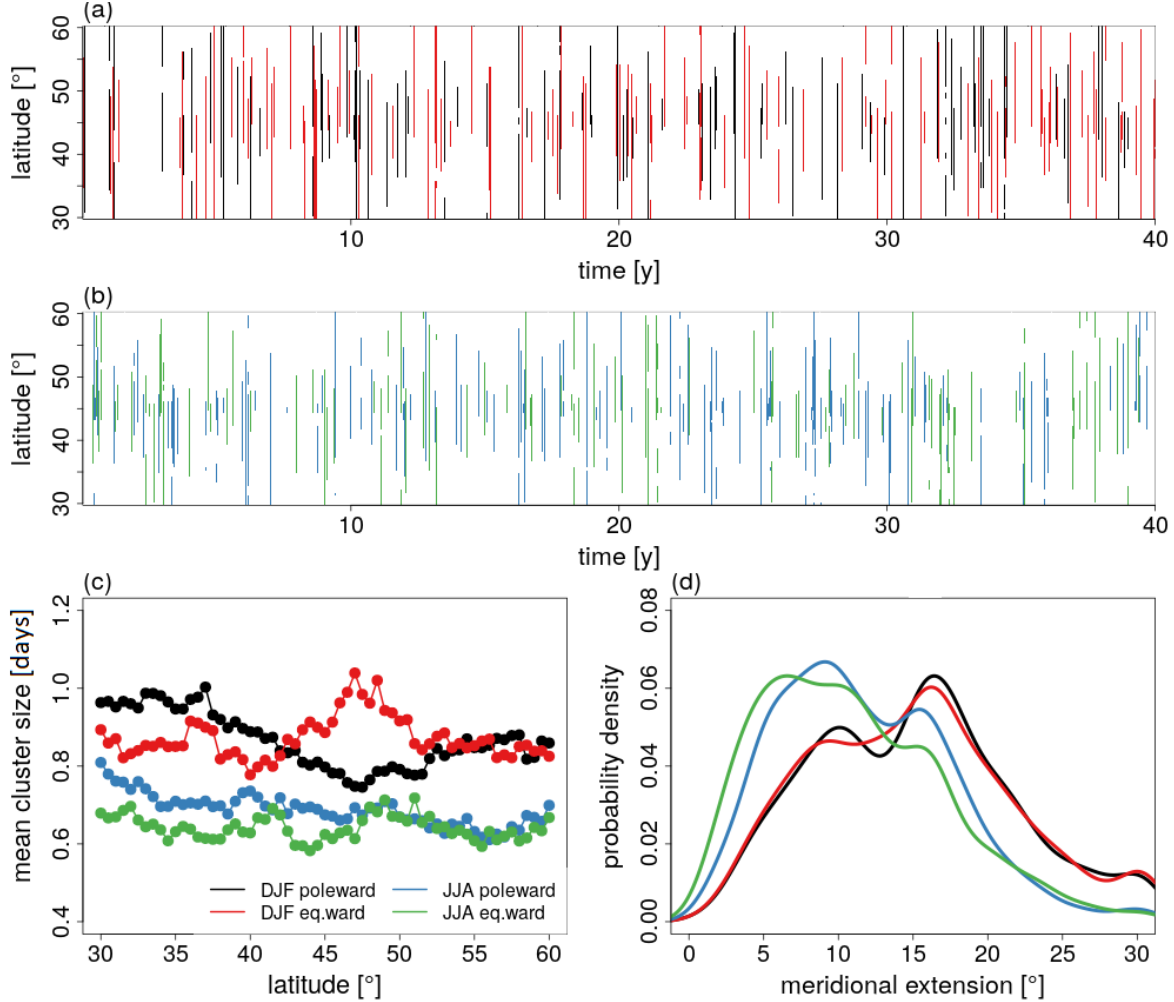 (a)
latitude [°]
60
50
40
30
10
20
30
40
time [y]
(b)
latitude [°]
60
50
40
30
10
20
30
40
time [y]
(c)
mean cluster size [days]
1.2
1.0
0.8
0.6
0.4
DJF poleward
JJA poleward
DJF eq.ward
JJA eq.ward
30
35
40
45
50
55
60
latitude [°]
(d)
probability density
0.08
0.06
0.04
0.02
0.00
0
5
10
15
20
25
30
meridional extension [°]